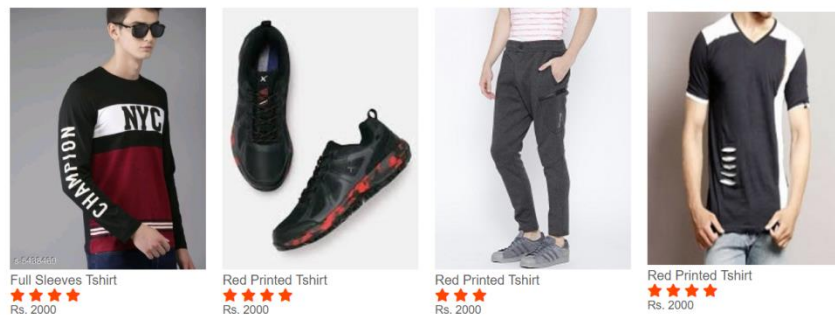 NYC
CHAMPION
Full Sleeves Tshirt
Rs. 2000
Red Printed Tshirt
Rs. 2000
Red Printed Tshirt
Rs. 2000
Red Printed Tshirt
Rs. 2000